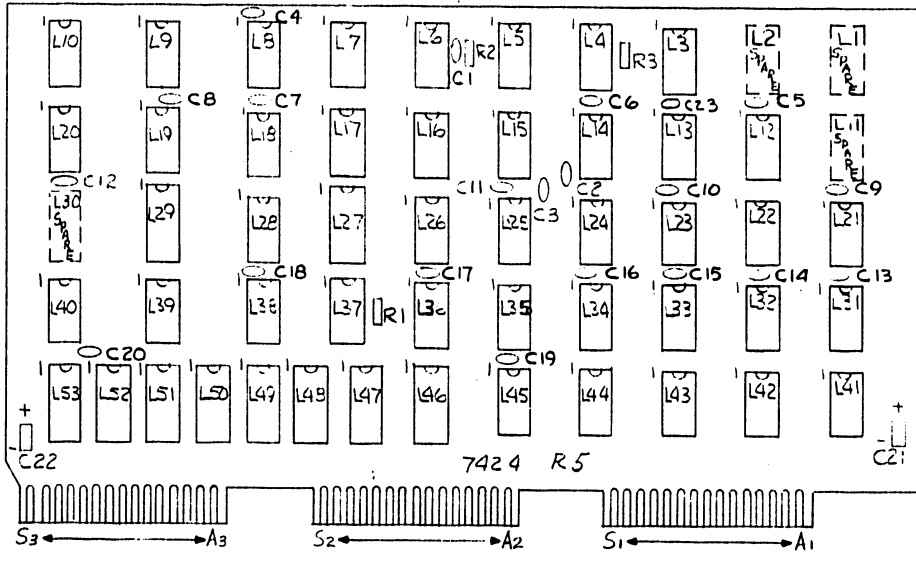 C4
L10 L9 L8 L7 L6 L5 L4 L3 L2 SPARE L1 SPARE
C1 R2 R3
C8 C7 C6 C23 C5
L20 L19 L18 L17 L16 L15 L14 L13 L12 L11 SPARE
C12 C11 C3 C2 C10 C9
L30 SPARE L29 L28 L27 L26 L25 L24 L23 L22 L21
C18 C17 C16 C15 C14 C13
L40 L39 L38 L37 R1 L36 L35 L34 L33 L32 L31
C20 C19
L53 L52 L51 L50 L49 L48 L47 L46 L45 L44 L43 L42 L41
+ +
- C22 - C21
7424 R5
S3 A3 S2 A2 S1 A1